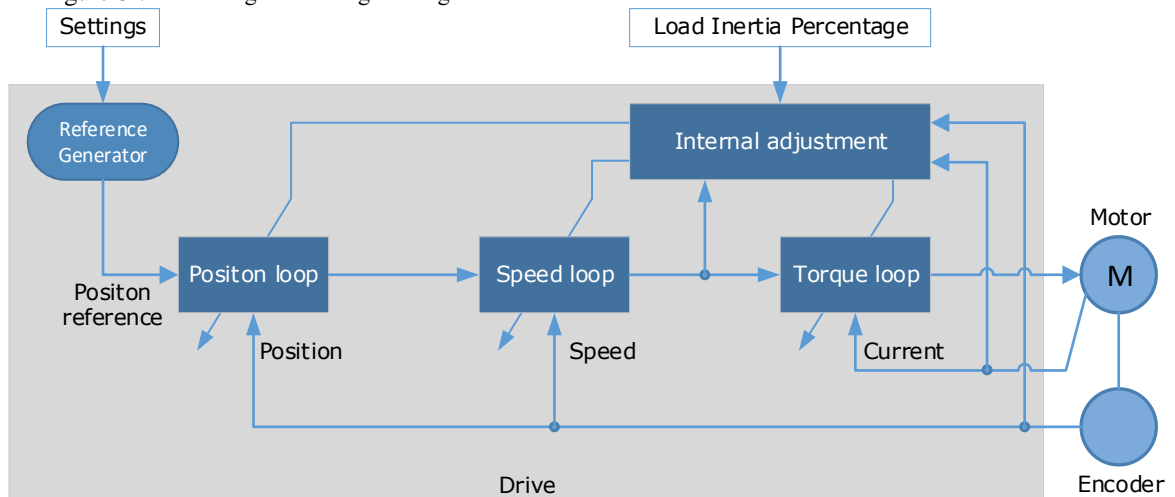 Settings
Load Inertia Percentage
Reference
Generator
Internal adjustment
Motor
Positon loop
Speed loop
Torque loop
M
Positon
reference
Position
Speed
Current
Drive
Encoder